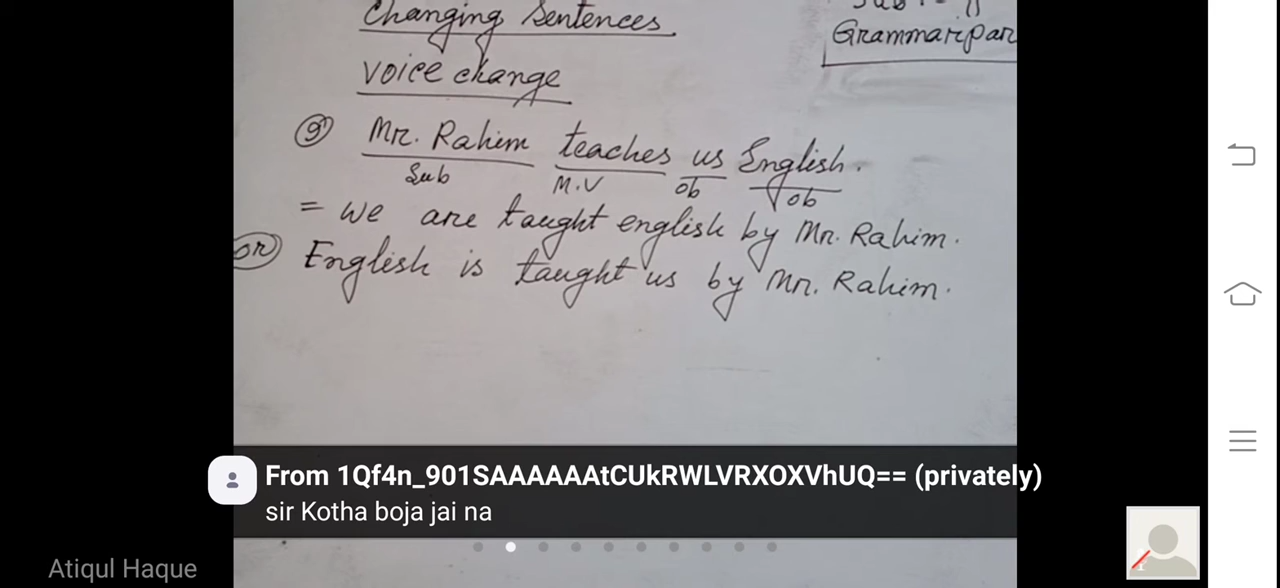 Changing Sentences
Grammar par
Voice change
9 Mr. Rahim teaches us English.
Sub M.V ob ob
= we are taught english by Mr. Rahim.
or English is taught us by Mr. Rahim.
From 1Qf4n_901SAAAAAAtCUkRWLVRXOXVhUQ== (privately)
sir Kotha boja jai na
Atiqul Haque